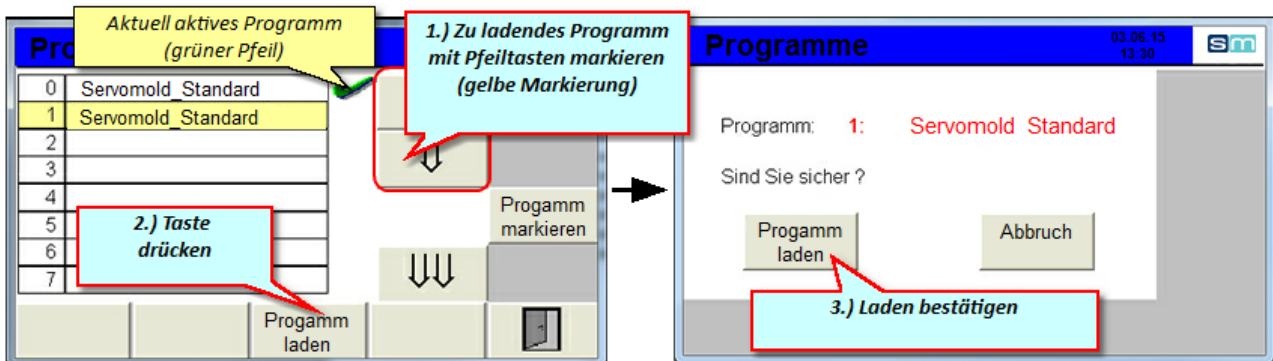 Aktuell aktives Programm
(grüner Pfeil)
1.) Zu ladendes Programm
mit Pfeiltasten markieren
(gelbe Markierung)
0 Servomold_Standard
1 Servomold_Standard
2
3
4
5
6
7
2.) Taste
drücken
Progamm
markieren
Progamm
laden
Programme
03.06.15
13:30
sm
Programm: 1: Servomold Standard
Sind Sie sicher ?
Progamm
laden
Abbruch
3.) Laden bestätigen